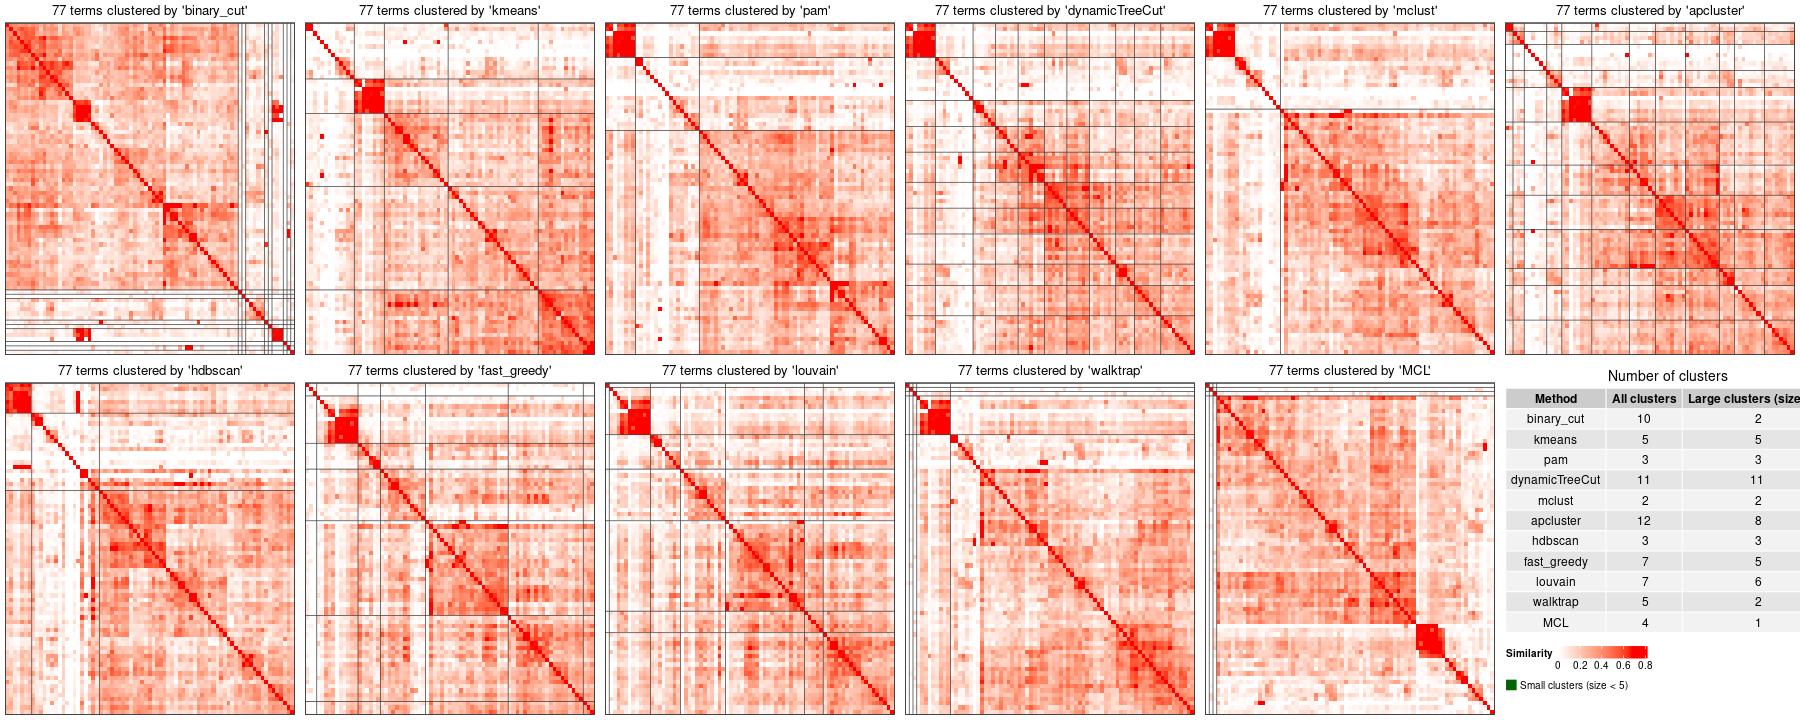 77 terms clustered by 'binary_cut'
77 terms clustered by 'kmeans'
77 terms clustered by 'pam'
77 terms clustered by 'dynamicTreeCut'
77 terms clustered by 'mclust'
77 terms clustered by 'apcluster'
77 terms clustered by 'hdbscan'
77 terms clustered by 'fast_greedy'
77 terms clustered by 'louvain'
77 terms clustered by 'walktrap'
77 terms clustered by 'MCL'
Number of clusters
Method All clusters Large clusters (size
binary_cut 10 2
kmeans 5 5
pam 3 3
dynamicTreeCut 11 11
mclust 2 2
apcluster 12 8
hdbscan 3 3
fast_greedy 7 5
louvain 7 6
walktrap 5 2
MCL 4 1
Similarity
0 0.2 0.4 0.6 0.8
Small clusters (size < 5)